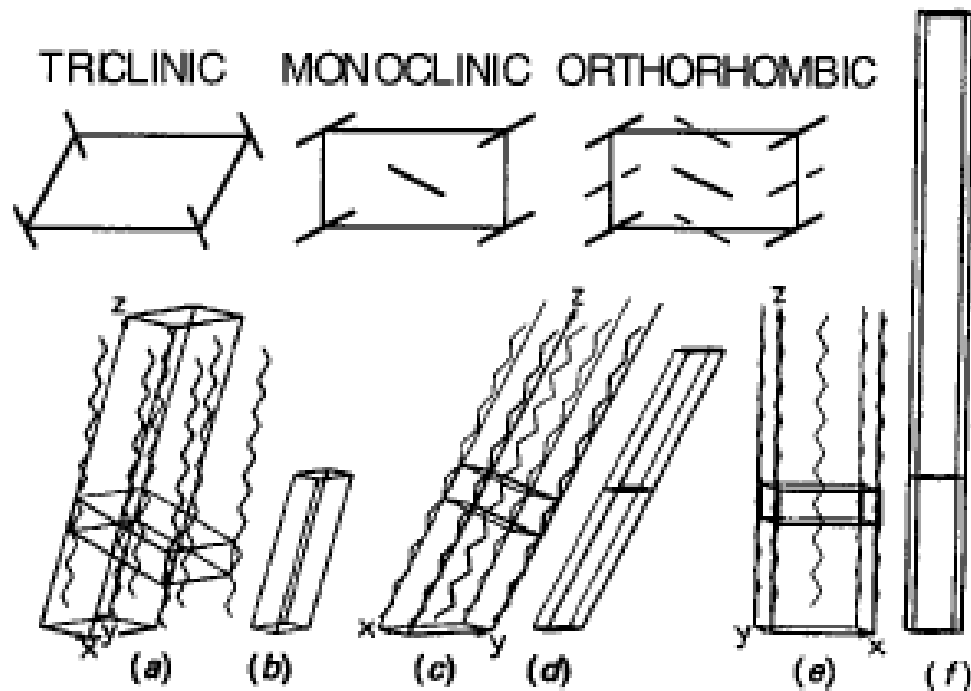 TRICLINIC MONOCLINIC ORTHORHOMBIC
z z z
x y x y y x
(a) (b) (c) (d) (e) (f)